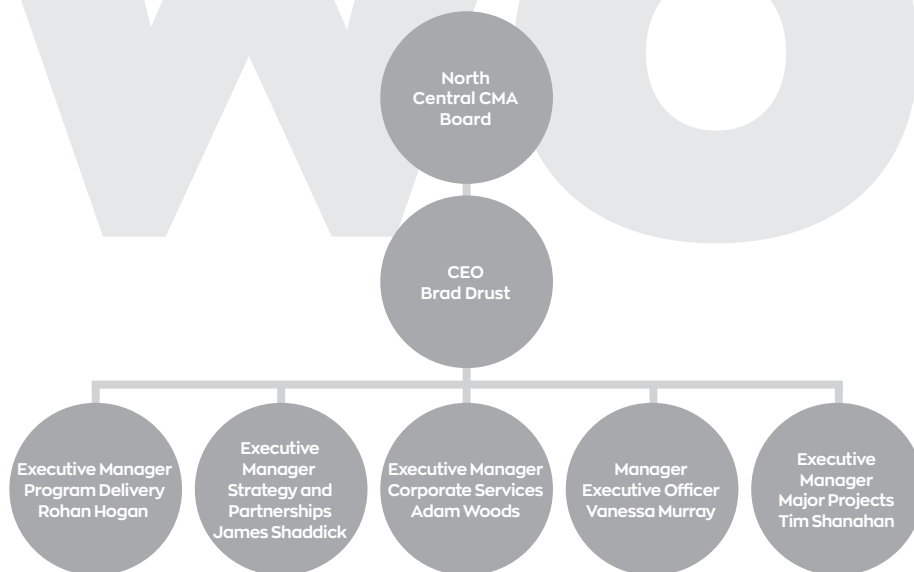 WO
North
Central CMA
Board
CEO
Brad Drust
Executive Manager
Program Delivery
Rohan Hogan
Executive
Manager
Strategy and
Partnerships
James Shaddick
Executive Manager
Corporate Services
Adam Woods
Manager
Executive Officer
Vanessa Murray
Executive
Manager
Major Projects
Tim Shanahan